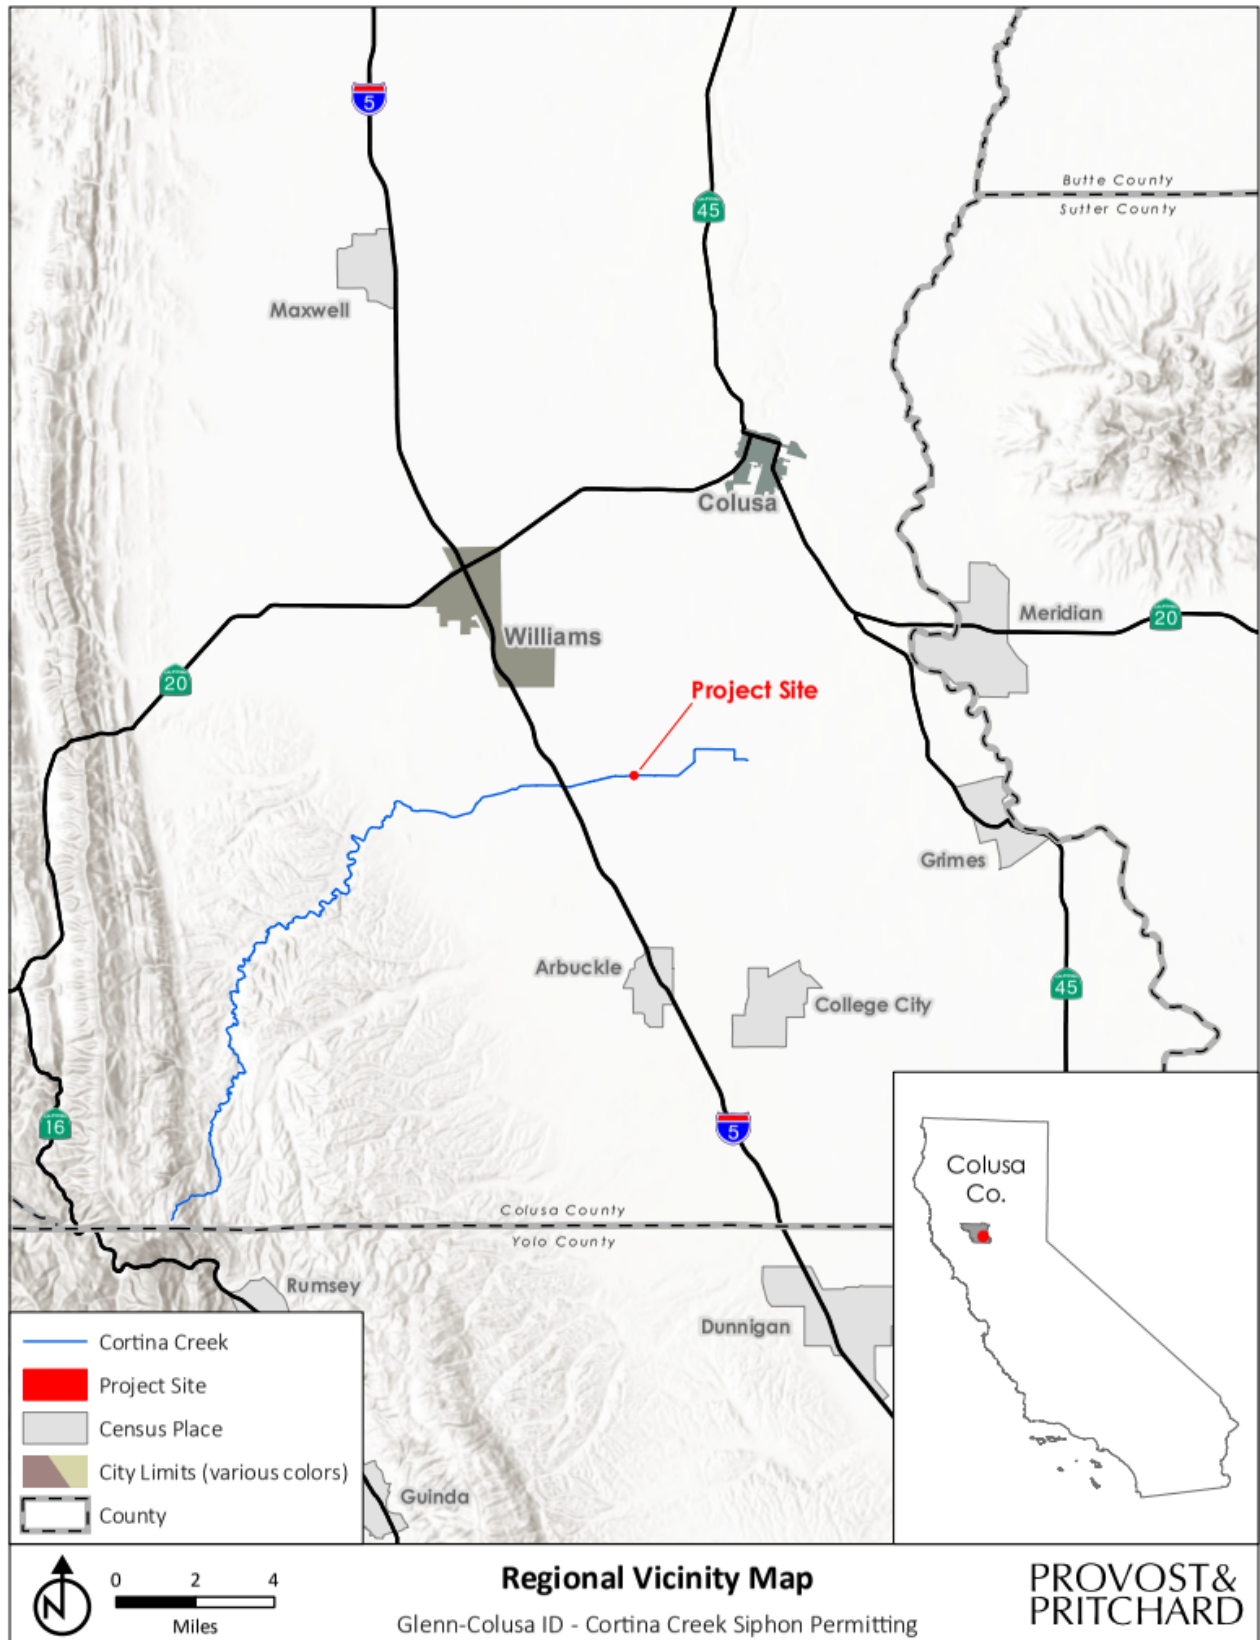 5
45
Butte County
Sutter County
Maxwell
Colusa
Meridian
20
Williams
20
Project Site
Grimes
Arbuckle
College City
45
16
5
Colusa County
Yolo County
Rumsey
Dunnigan
Guinda
Colusa
Co.
Cortina Creek
Project Site
Census Place
City Limits (various colors)
County
N
0 2 4
Miles
Regional Vicinity Map
Glenn-Colusa ID - Cortina Creek Siphon Permitting
PROVOST&
PRITCHARD